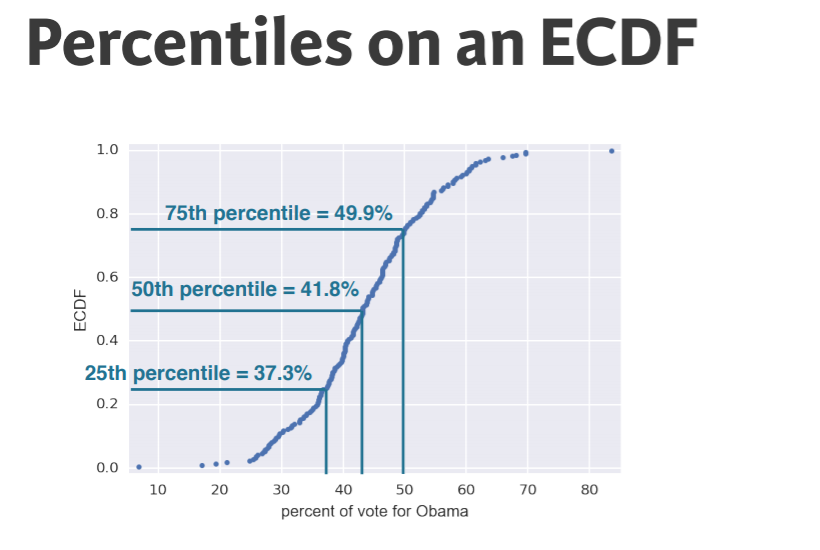 Percentiles on an ECDF
1.0
75th percentile = 49.9%
0.8
0.6
50th percentile = 41.8%
ECDF
0.4
25th percentile = 37.3%
0.2
0.0
10 20 30 40 50 60 70 80
percent of vote for Obama